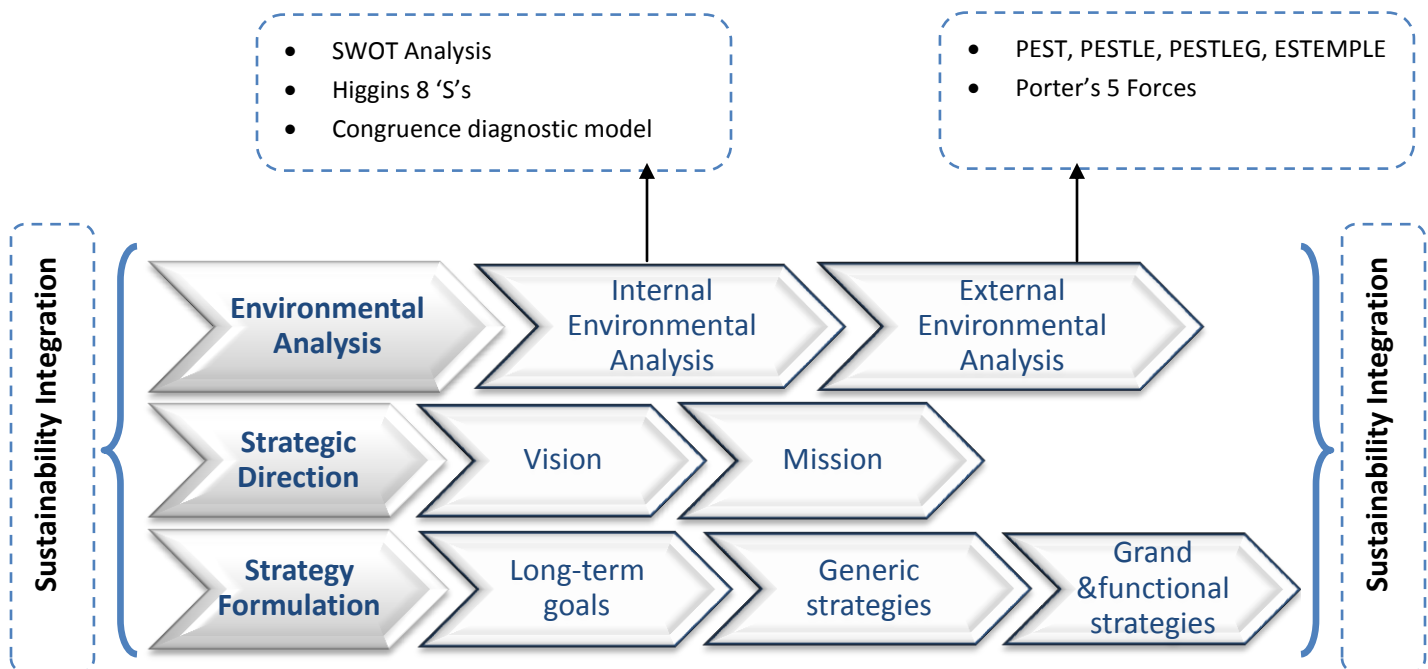 • SWOT Analysis
• Higgins 8 ‘S’s
• Congruence diagnostic model
• PEST, PESTLE, PESTLEG, ESTEMPLE
• Porter’s 5 Forces
Sustainability Integration
Environmental
Analysis
Internal
Environmental
Analysis
External
Environmental
Analysis
Strategic
Direction
Vision
Mission
Strategy
Formulation
Long-term
goals
Generic
strategies
Grand
&functional
strategies
Sustainability Integration